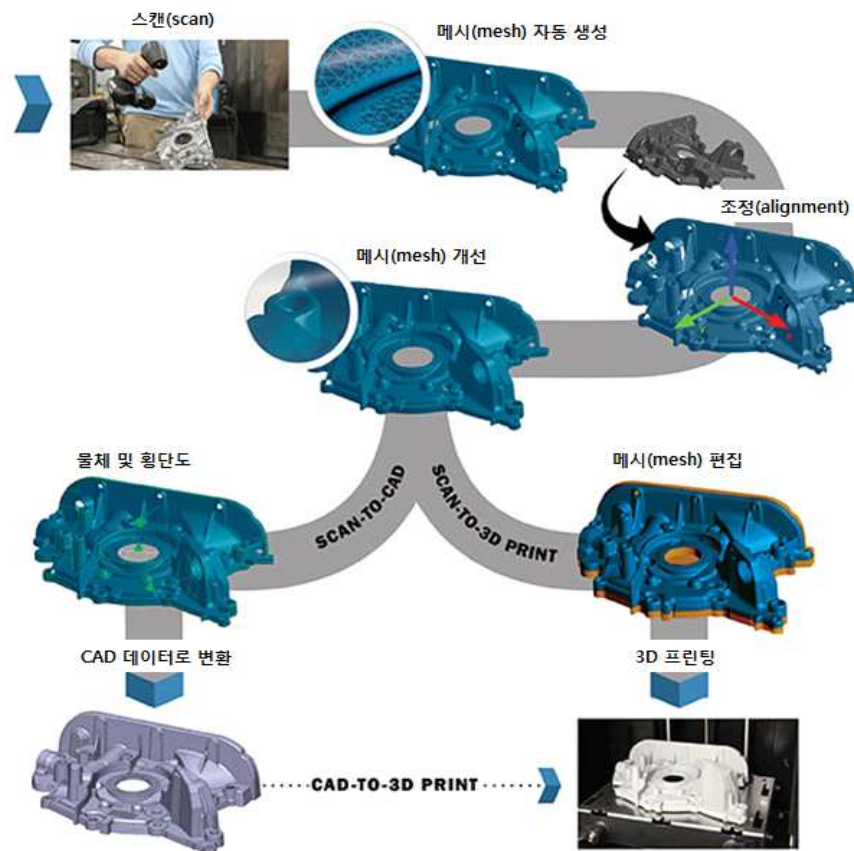 스캔(scan)
메시(mesh) 자동 생성
조정(alignment)
메시(mesh) 개선
물체 및 횡단도
메시(mesh) 편집
SCAN-TO-CAD
SCAN-TO-3D PRINT
CAD 데이터로 변환
3D 프린팅
CAD-TO-3D PRINT